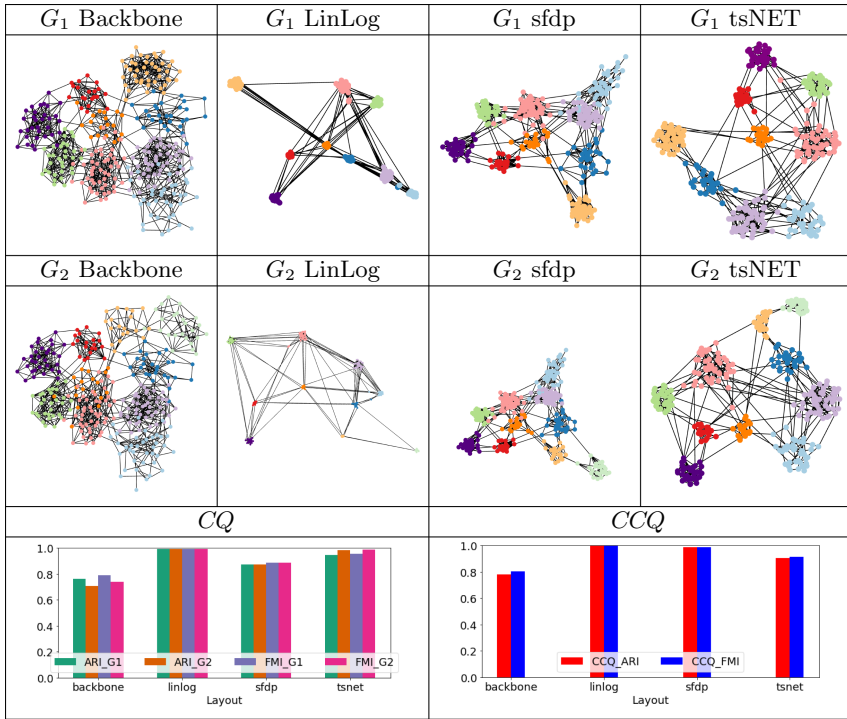 G₁ Backbone G₁ LinLog G₁ sfdp G₁ tsNET
G₂ Backbone G₂ LinLog G₂ sfdp G₂ tsNET
CQ CCQ
1.0
0.8
0.6
0.4
0.2
0.0
ARI_G1 ARI_G2 FMI_G1 FMI_G2
backbone linlog sfdp tsnet
Layout
1.0
0.8
0.6
0.4
0.2
0.0
CCQ_ARI CCQ_FMI
backbone linlog sfdp tsnet
Layout